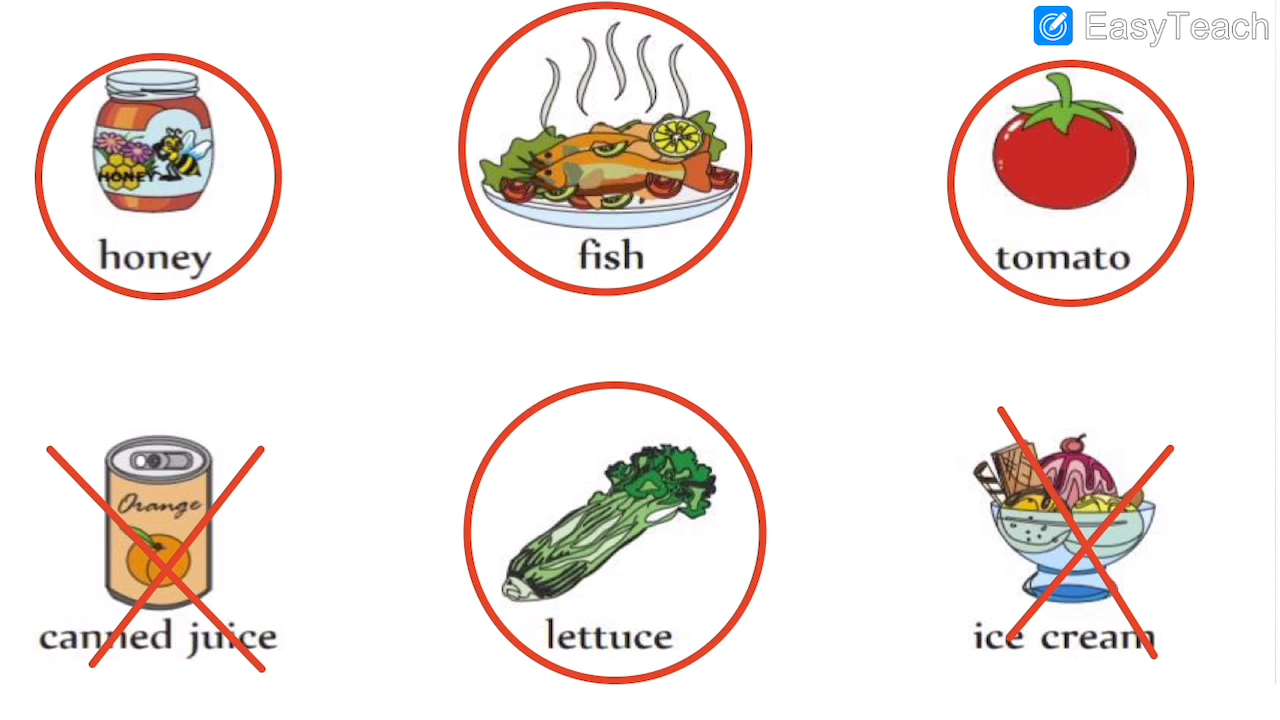 EasyTeach
HONEY
honey
fish
tomato
Orange
canned juice
lettuce
ice cream